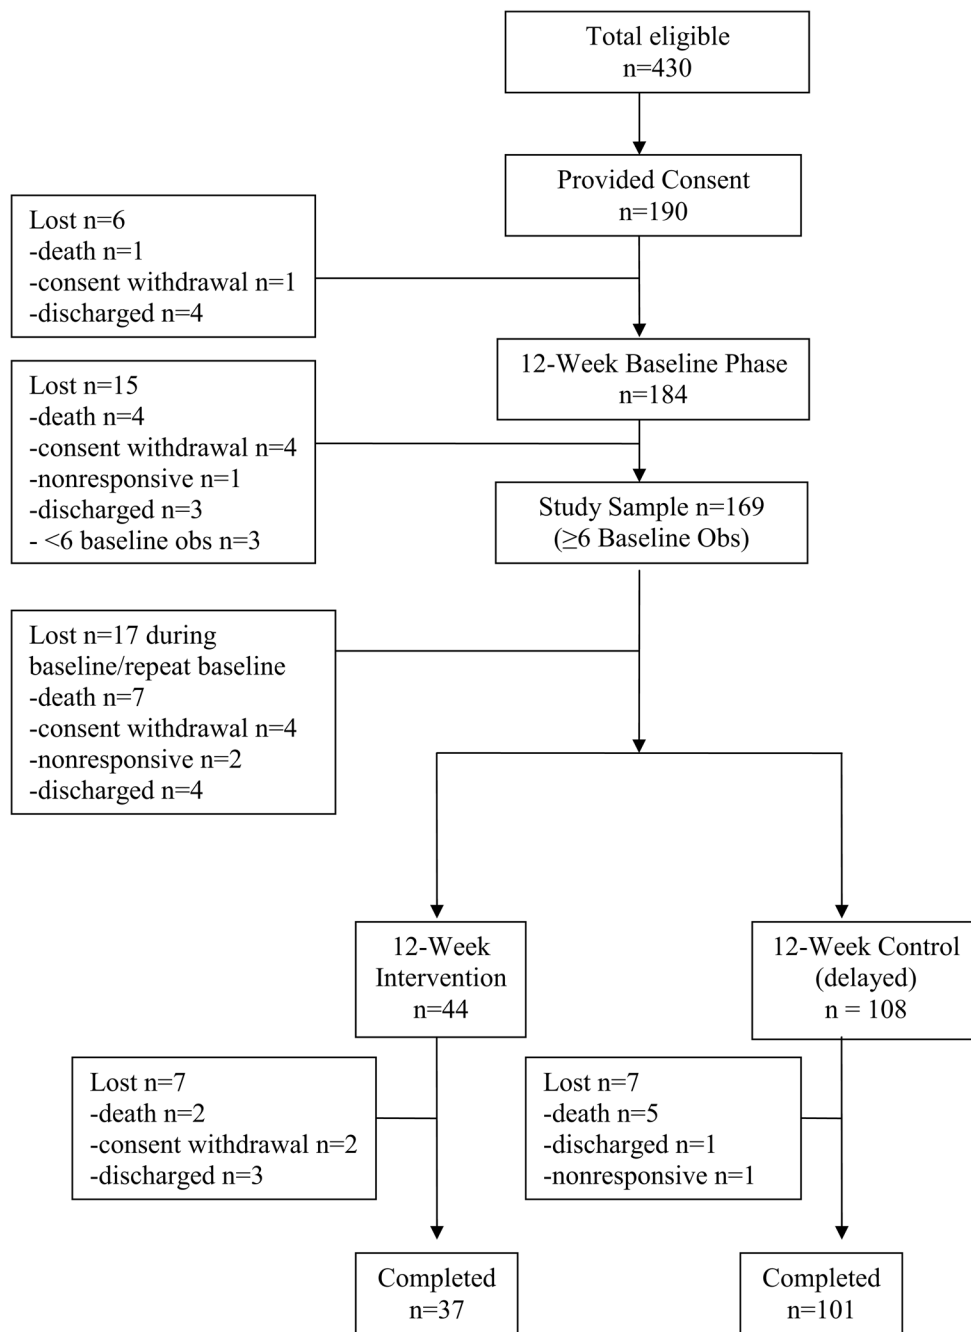 Total eligible
n=430
Provided Consent
n=190
Lost n=6
-death n=1
-consent withdrawal n=1
-discharged n=4
12-Week Baseline Phase
n=184
Lost n=15
-death n=4
-consent withdrawal n=4
-nonresponsive n=1
-discharged n=3
- <6 baseline obs n=3
Study Sample n=169
(≥6 Baseline Obs)
Lost n=17 during
baseline/repeat baseline
-death n=7
-consent withdrawal n=4
-nonresponsive n=2
-discharged n=4
12-Week
Intervention
n=44
12-Week Control
(delayed)
n = 108
Lost n=7
-death n=2
-consent withdrawal n=2
-discharged n=3
Lost n=7
-death n=5
-discharged n=1
-nonresponsive n=1
Completed
n=37
Completed
n=101